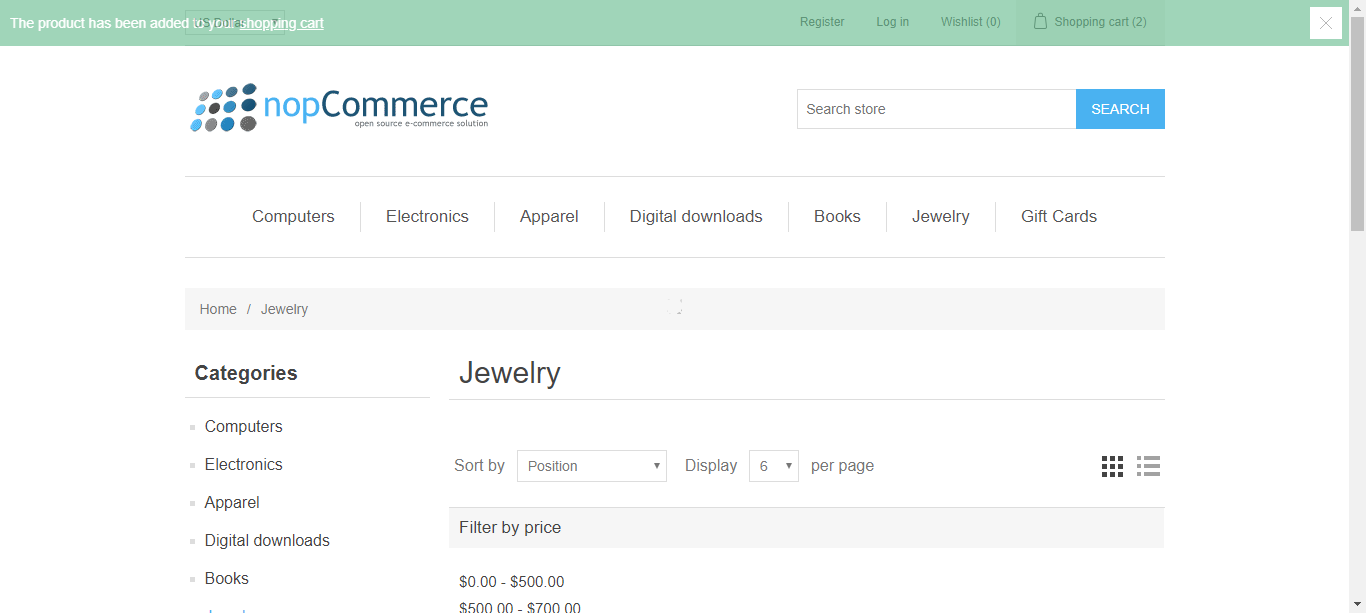 The product has been added to your shopping cart
US Dollar
Register
Log in
Wishlist (0)
Shopping cart (2)
nopCommerce
open source e-commerce solution
Search store
SEARCH
Computers
Electronics
Apparel
Digital downloads
Books
Jewelry
Gift Cards
Home / Jewelry
Categories
Computers
Electronics
Apparel
Digital downloads
Books
Jewelry
Sort by Position Display 6 per page
Filter by price
$0.00 - $500.00
$500.00 - $700.00